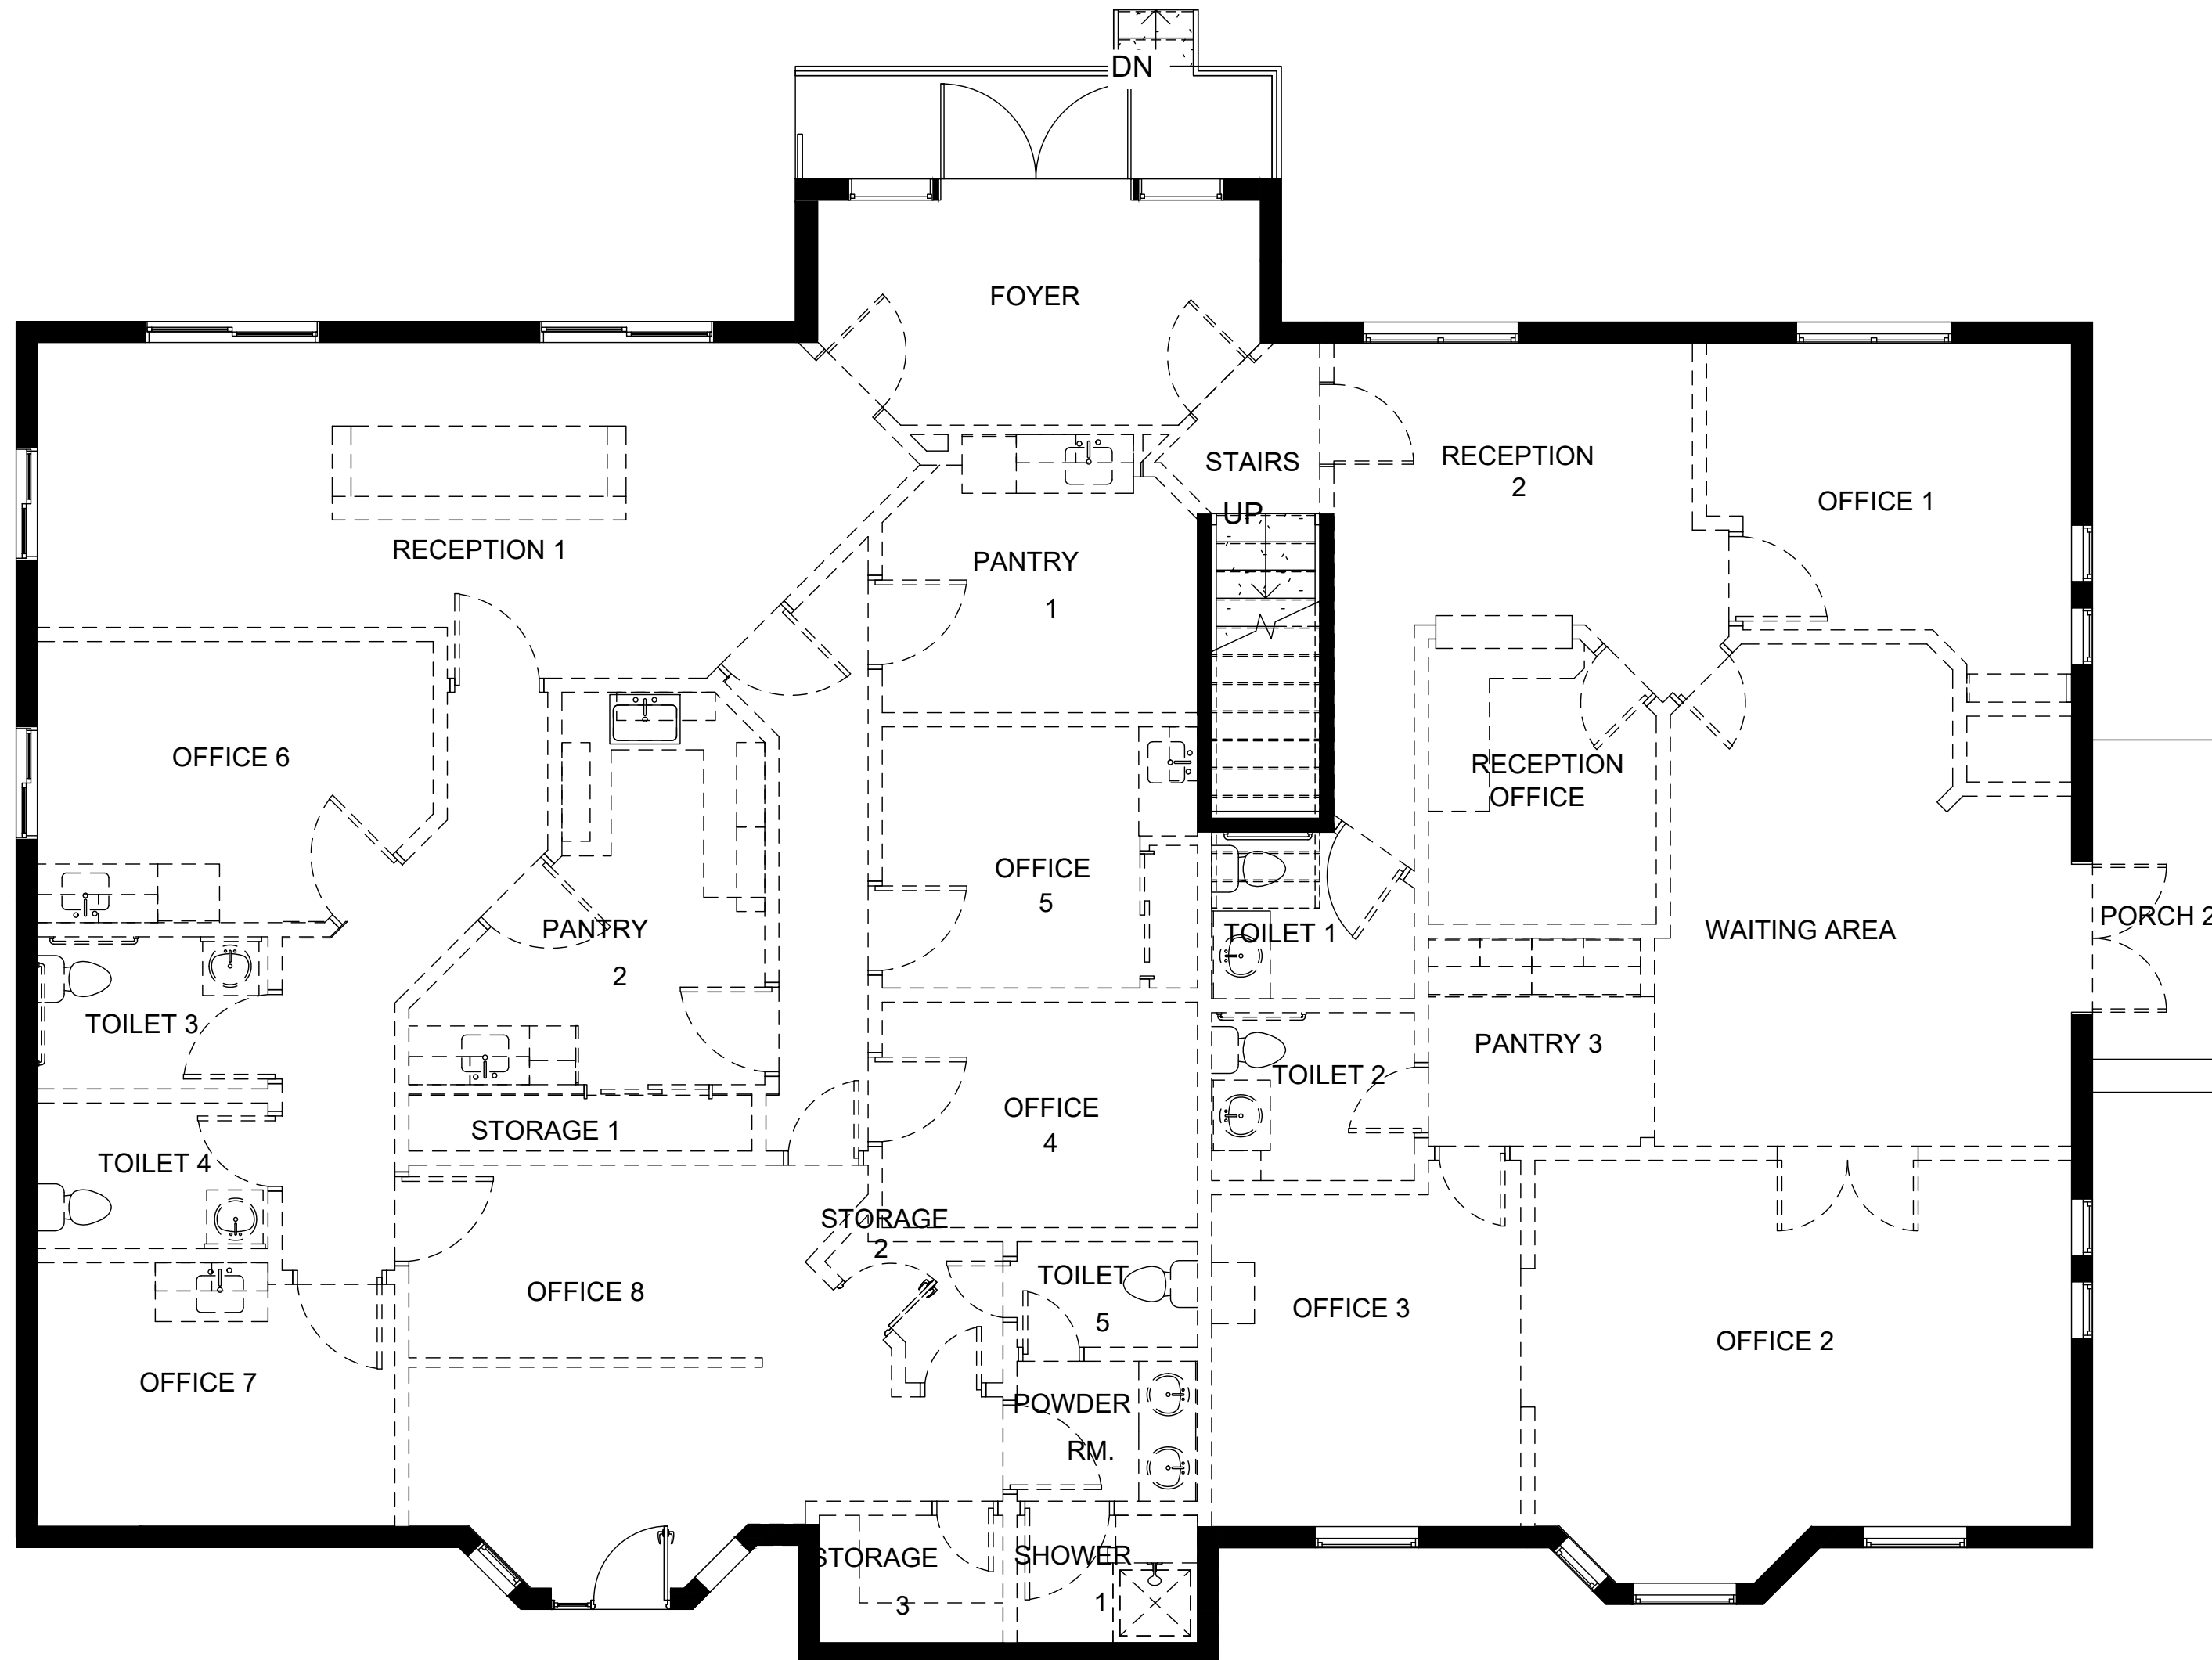 DN
FOYER
STAIRS
RECEPTION
2
UP
OFFICE 1
RECEPTION 1
PANTRY
1
OFFICE 6
RECEPTION
OFFICE
OFFICE
5
PANTRY
2
TOILET 1
WAITING AREA
PORCH 2
TOILET 3
PANTRY 3
TOILET 2
OFFICE
4
STORAGE 1
TOILET 4
STORAGE
2
TOILET
5
OFFICE 8
OFFICE 3
OFFICE 2
OFFICE 7
POWDER
RM.
STORAGE
3
SHOWER
1